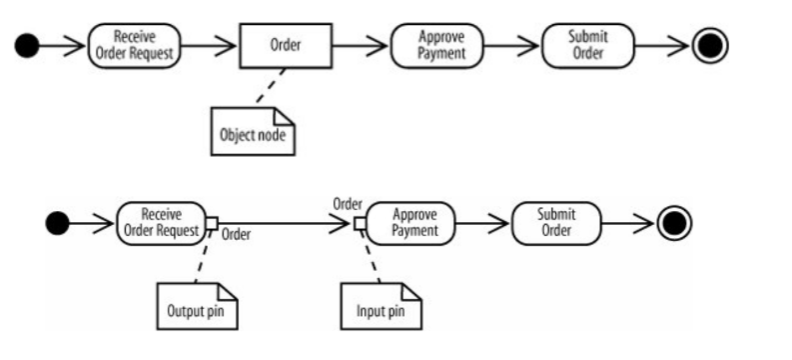 Receive
Order Request
Order
Approve
Payment
Submit
Order
Object node
Receive
Order Request
Order
Order
Approve
Payment
Submit
Order
Output pin
Input pin